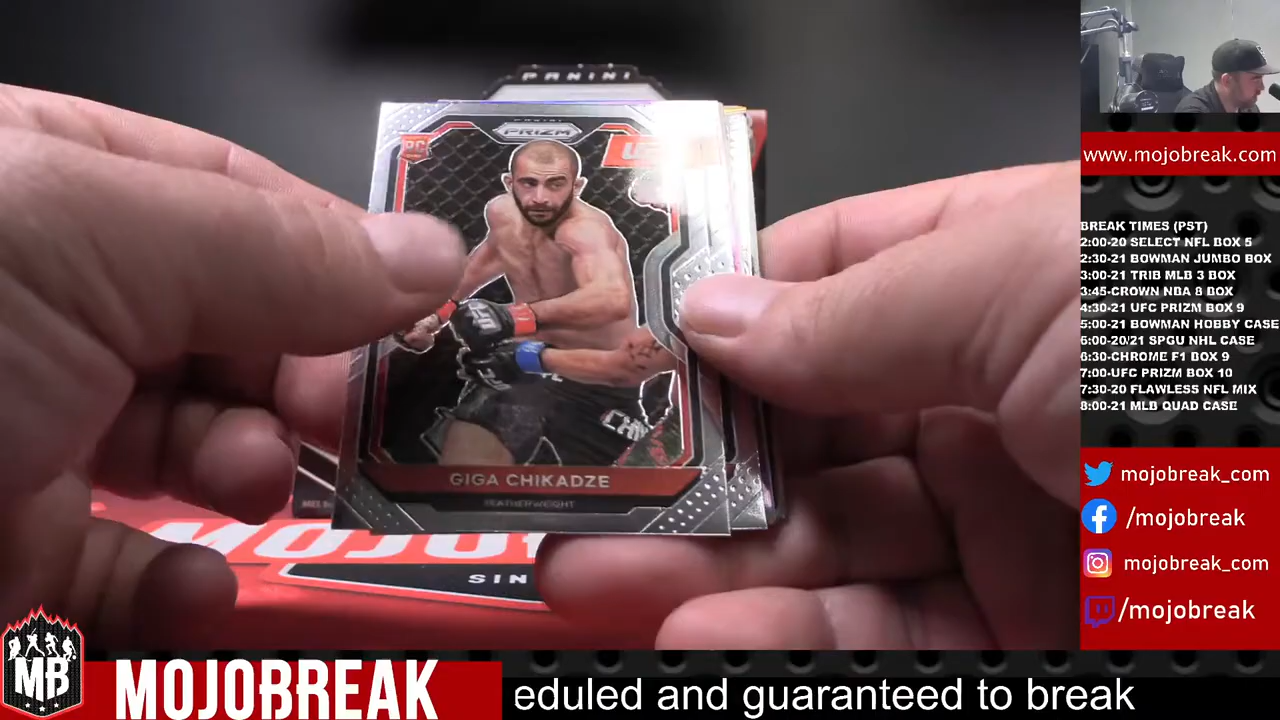 PANINI
PANINI
PRIZM
RC
GIGA CHIKADZE
FEATHERWEIGHT
SIN
www.mojobreak.com
BREAK TIMES (PST)
2:00-20 SELECT NFL BOX 5
2:30-21 BOWMAN JUMBO BOX
3:00-21 TRIB MLB 3 BOX
3:45-CROWN NBA 8 BOX
4:30-21 UFC PRIZM BOX 9
5:00-21 BOWMAN HOBBY CASE
6:00-20/21 SPGU NHL CASE
6:30-CHROME F1 BOX 9
7:00-UFC PRIZM BOX 10
7:30-20 FLAWLESS NFL MIX
8:00-21 MLB QUAD CASE
mojobreak_com
/mojobreak
mojobreak_com
/mojobreak
MB
MOJOBREAK
eduled and guaranteed to break